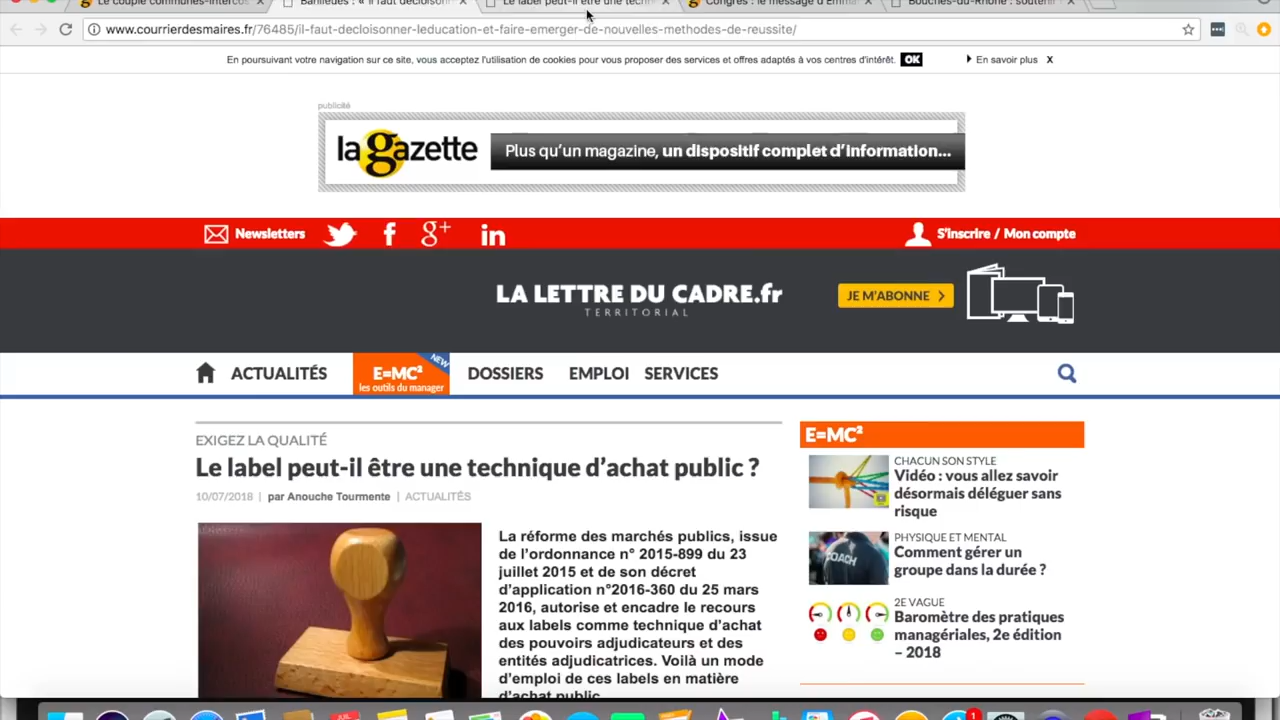 Le couple communes-interco
Banlieues : « il faut décloisonn
Le label peut-il être une techni
Congrès : le message d'Emma
Bouches-du-Rhône : soutenir
www.courrierdesmaires.fr/76485/il-faut-decloisonner-leducation-et-faire-emerger-de-nouvelles-methodes-de-reussite/
En poursuivant votre navigation sur ce site, vous acceptez l'utilisation de cookies pour vous proposer des services et offres adaptés à vos centres d'intérêt. OK En savoir plus X
publicité
la gazette Plus qu'un magazine, un dispositif complet d'information...
Newsletters f g+ in S'inscrire / Mon compte
LA LETTRE DU CADRE.fr
TERRITORIAL
JE M'ABONNE
ACTUALITÉS E=MC² NEW DOSSIERS EMPLOI SERVICES
les outils du manager
EXIGEZ LA QUALITÉ
Le label peut-il être une technique d'achat public ?
10/07/2018 | par Anouche Tourmente | ACTUALITÉS
La réforme des marchés publics, issue
de l'ordonnance n° 2015-899 du 23
juillet 2015 et de son décret
d'application n°2016-360 du 25 mars
2016, autorise et encadre le recours
aux labels comme technique d'achat
des pouvoirs adjudicateurs et des
entités adjudicatrices. Voilà un mode
d'emploi de ces labels en matière
d'achat public.
E=MC²
CHACUN SON STYLE
Vidéo : vous allez savoir
désormais déléguer sans
risque
COACH
PHYSIQUE ET MENTAL
Comment gérer un
groupe dans la durée ?
2E VAGUE
Baromètre des pratiques
managériales, 2e édition
– 2018
JUIL
1